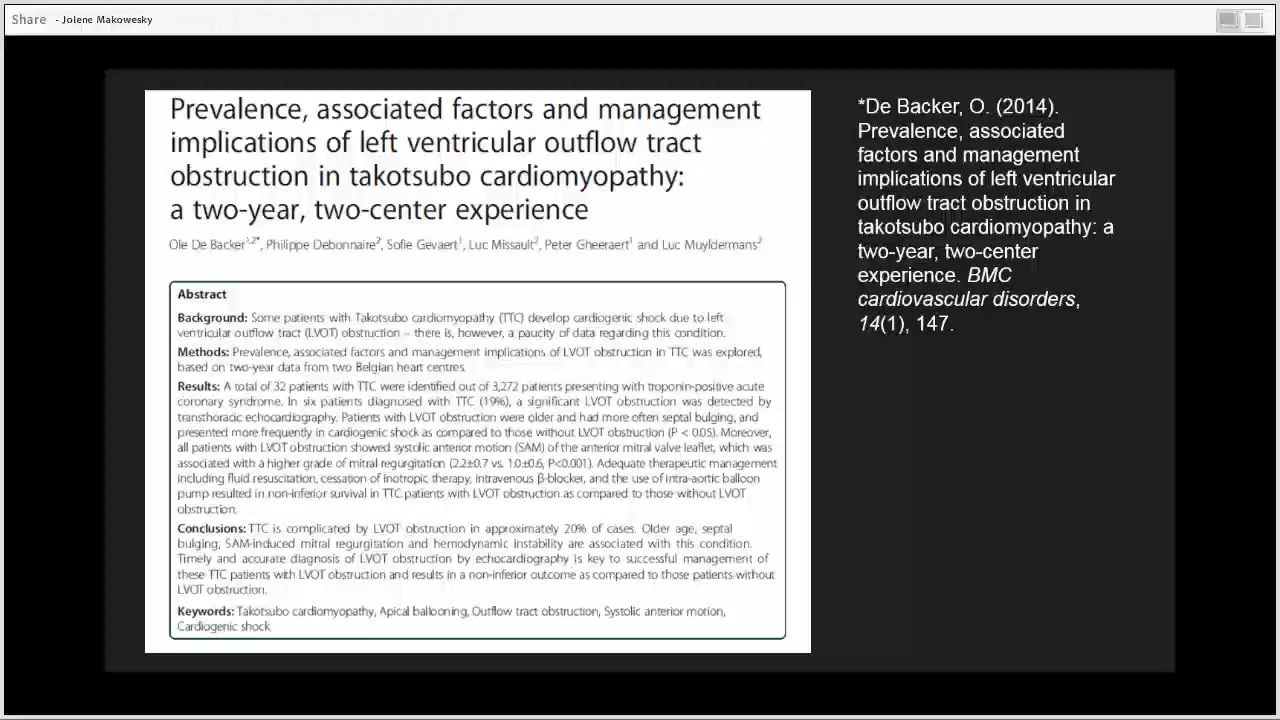 Share - Jolene Makowesky
Prevalence, associated factors and management
implications of left ventricular outflow tract
obstruction in takotsubo cardiomyopathy:
a two-year, two-center experience
Ole De Backer1,2*, Philippe Debonnaire2, Sofie Gevaert1, Luc Missault2, Peter Gheeraert1 and Luc Muyldermans2
Abstract
Background: Some patients with Takotsubo cardiomyopathy (TTC) develop cardiogenic shock due to left
ventricular outflow tract (LVOT) obstruction – there is, however, a paucity of data regarding this condition.
Methods: Prevalence, associated factors and management implications of LVOT obstruction in TTC was explored,
based on two-year data from two Belgian heart centres.
Results: A total of 32 patients with TTC were identified out of 3,272 patients presenting with troponin-positive acute
coronary syndrome. In six patients diagnosed with TTC (19%), a significant LVOT obstruction was detected by
transthoracic echocardiography. Patients with LVOT obstruction were older and had more often septal bulging, and
presented more frequently in cardiogenic shock as compared to those without LVOT obstruction (P < 0.05). Moreover,
all patients with LVOT obstruction showed systolic anterior motion (SAM) of the anterior mitral valve leaflet, which was
associated with a higher grade of mitral regurgitation (2.2±0.7 vs. 1.0±0.6, P<0.001). Adequate therapeutic management
including fluid resuscitation, cessation of inotropic therapy, intravenous β-blocker, and the use of intra-aortic balloon
pump resulted in non-inferior survival in TTC patients with LVOT obstruction as compared to those without LVOT
obstruction.
Conclusions: TTC is complicated by LVOT obstruction in approximately 20% of cases. Older age, septal
bulging, SAM-induced mitral regurgitation and hemodynamic instability are associated with this condition.
Timely and accurate diagnosis of LVOT obstruction by echocardiography is key to successful management of
these TTC patients with LVOT obstruction and results in a non-inferior outcome as compared to those patients without
LVOT obstruction.
Keywords: Takotsubo cardiomyopathy, Apical ballooning, Outflow tract obstruction, Systolic anterior motion,
Cardiogenic shock
*De Backer, O. (2014).
Prevalence, associated
factors and management
implications of left ventricular
outflow tract obstruction in
takotsubo cardiomyopathy: a
two-year, two-center
experience. BMC
cardiovascular disorders,
14(1), 147.